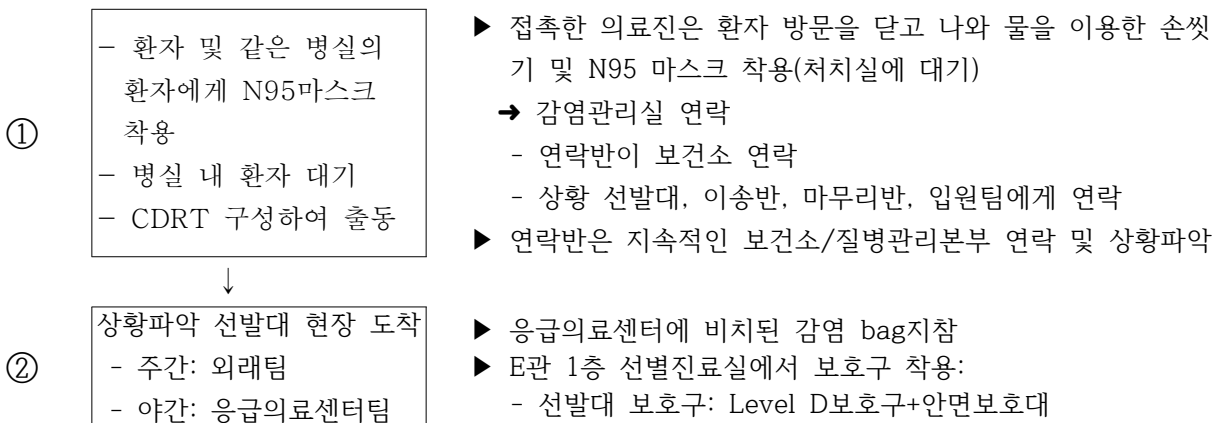 ①
– 환자 및 같은 병실의
환자에게 N95마스크
착용
– 병실 내 환자 대기
– CDRT 구성하여 출동
▶ 접촉한 의료진은 환자 방문을 닫고 나와 물을 이용한 손씻
기 및 N95 마스크 착용(처치실에 대기)
➜ 감염관리실 연락
- 연락반이 보건소 연락
- 상황 선발대, 이송반, 마무리반, 입원팀에게 연락
▶ 연락반은 지속적인 보건소/질병관리본부 연락 및 상황파악
↓
②
상황파악 선발대 현장 도착
- 주간: 외래팀
- 야간: 응급의료센터팀
▶ 응급의료센터에 비치된 감염 bag지참
▶ E관 1층 선별진료실에서 보호구 착용:
- 선발대 보호구: Level D보호구+안면보호대